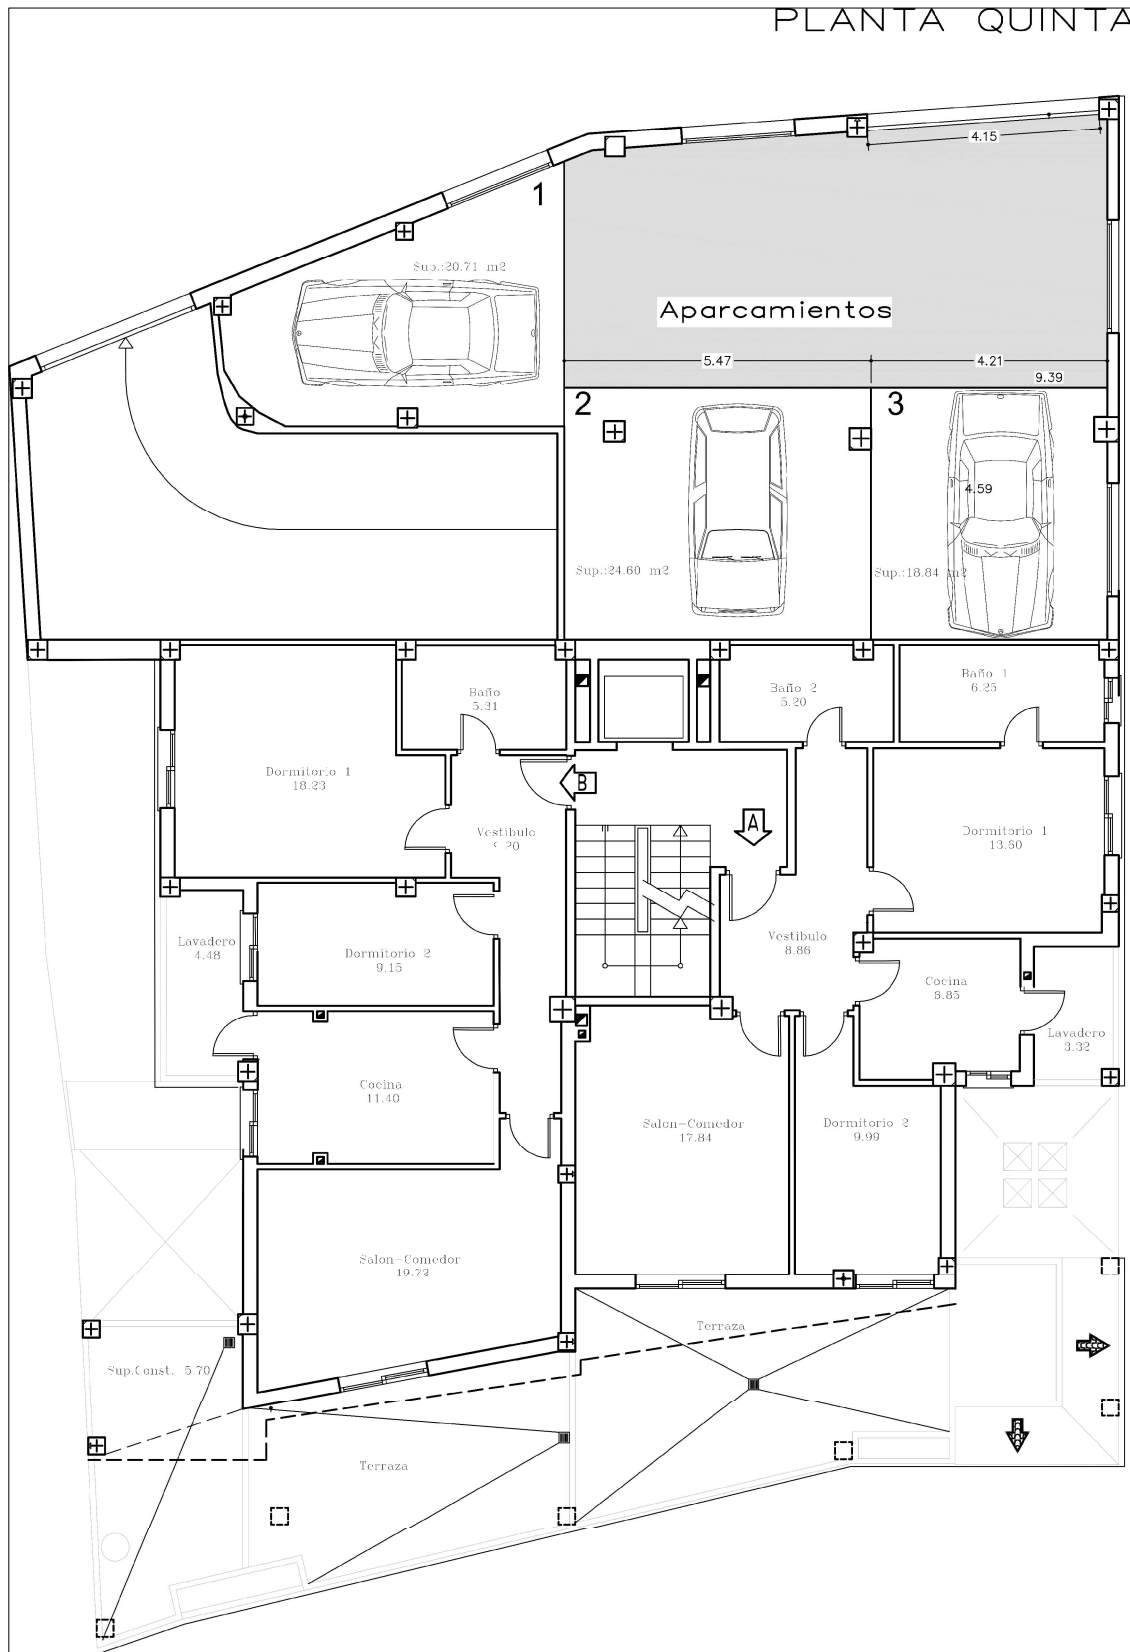 PLANTA QUINTA
4.15
1
Sup.:20.71 m2
Aparcamientos
5.47
4.21
9.39
2
3
4.59
Sup.:24.60 m2
Sup.:18.84 m2
Baño
5.31
Baño 2
5.20
Baño 1
6.25
Dormitorio 1
18.23
B
Vestibulo
A
Dormitorio 1
13.60
Lavadero
4.48
Dormitorio 2
9.15
Vestibulo
8.86
Cocina
6.85
Lavadero
3.32
Cocina
11.40
Salon-Comedor
17.84
Dormitorio 2
9.99
Salon-Comedor
19.72
Terraza
Sup.Const. 5.70
Terraza